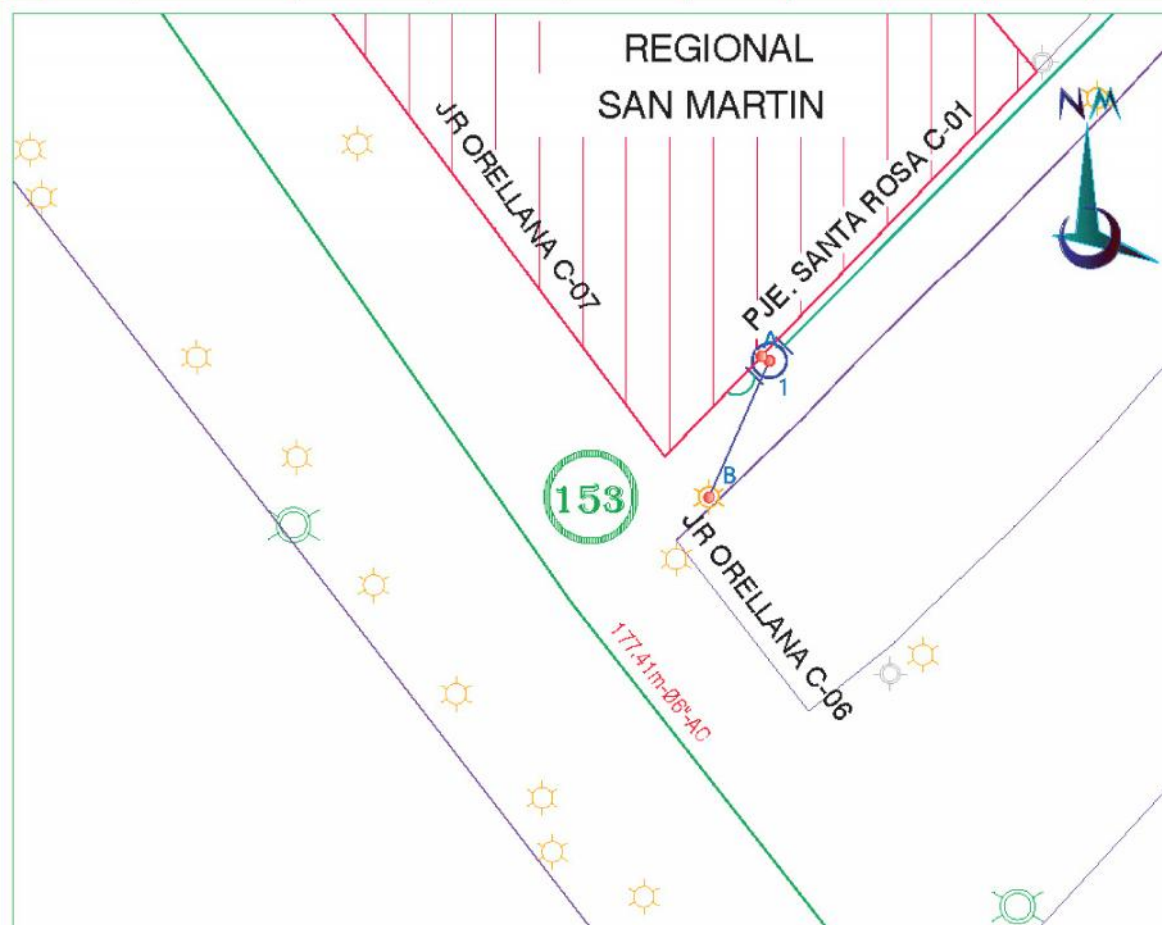 REGIONAL
SAN MARTIN
NM
JR ORELLANA C-07
PJE. SANTA ROSA C-01
A
1
B
153
JR ORELLANA C-06
177.41m-Ø6"-AC